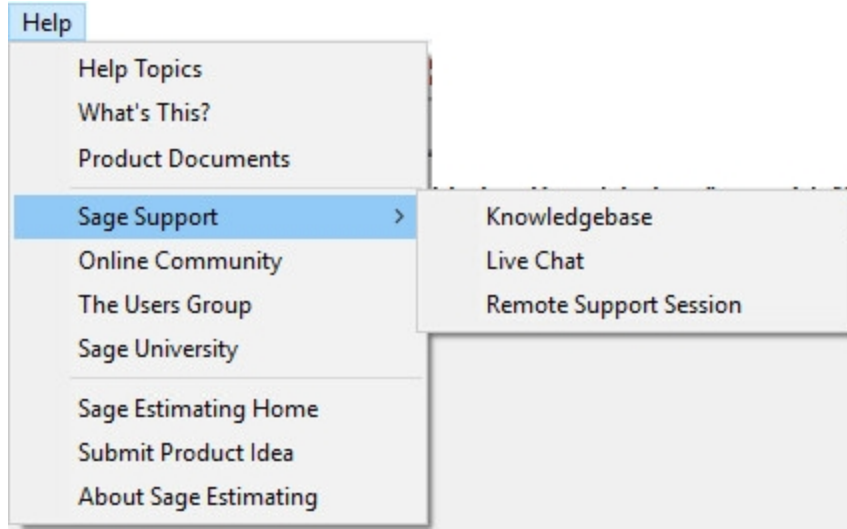 Help
Help Topics
What's This?
Product Documents
Sage Support >
Knowledgebase
Live Chat
Remote Support Session
Online Community
The Users Group
Sage University
Sage Estimating Home
Submit Product Idea
About Sage Estimating